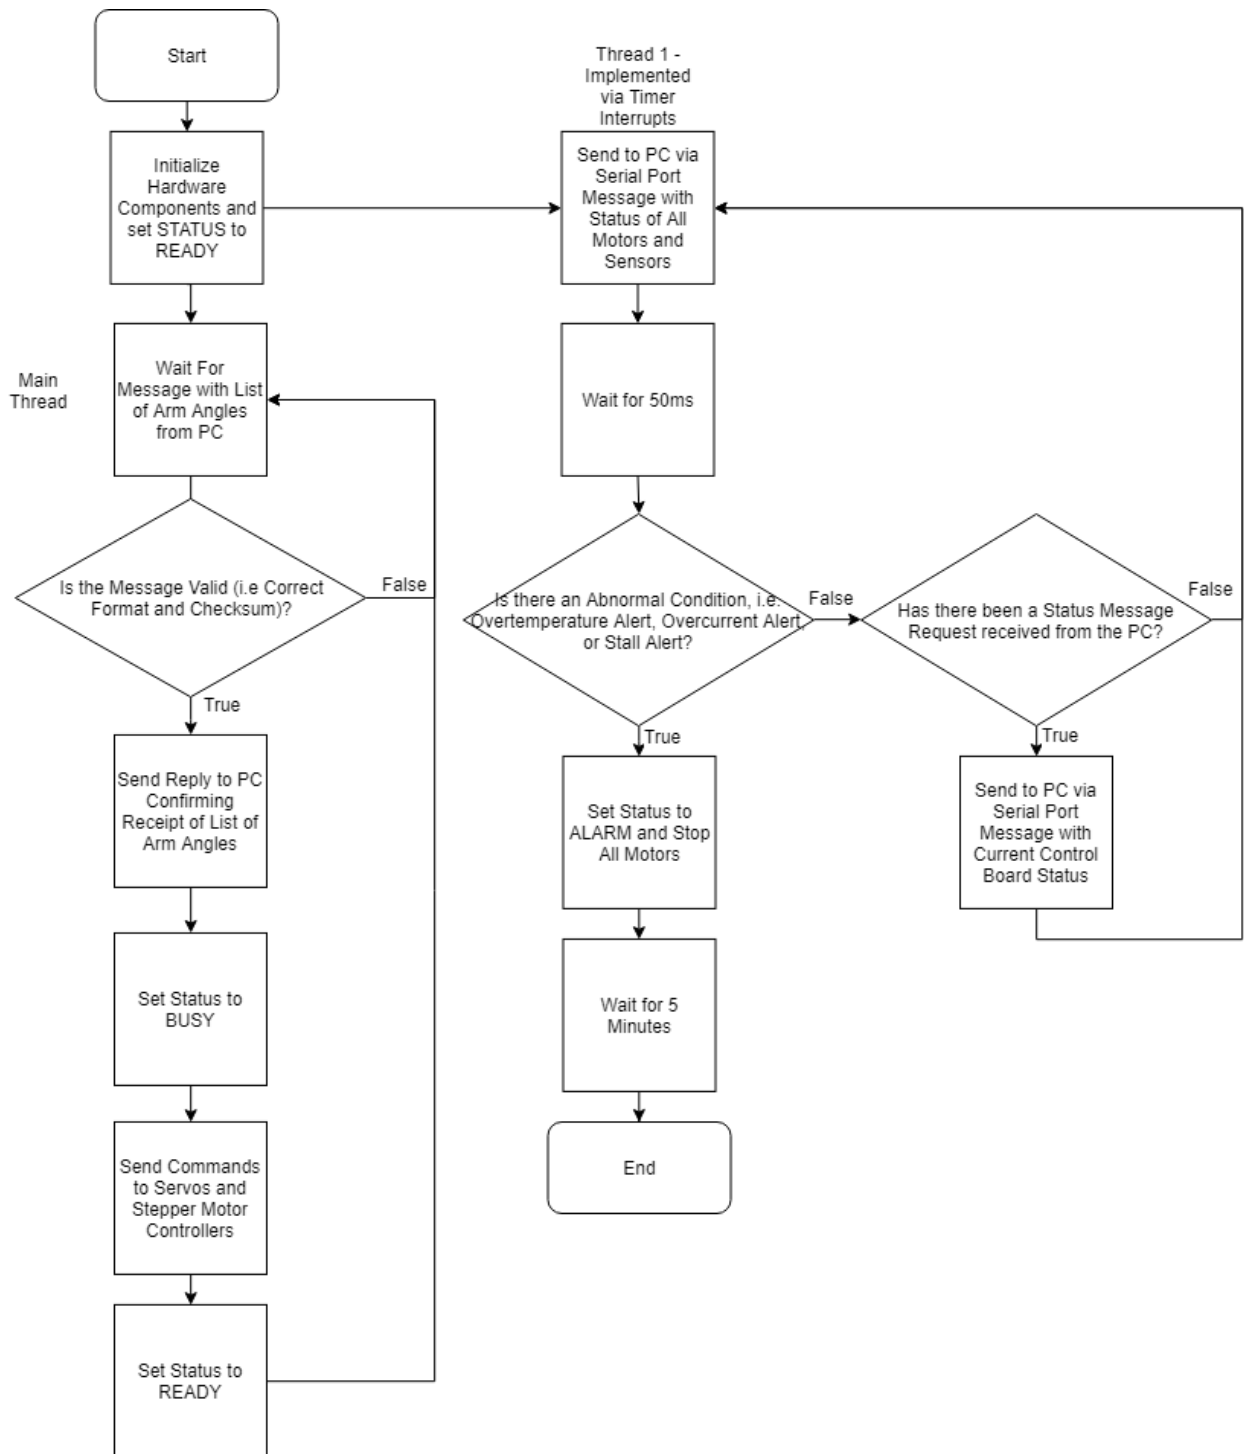 Start
Initialize
Hardware
Components and
set STATUS to
READY
Main
Thread
Wait For
Message with List
of Arm Angles
from PC
Is the Message Valid (i.e Correct
Format and Checksum)?
False
True
Send Reply to PC
Confirming
Receipt of List of
Arm Angles
Set Status to
BUSY
Send Commands
to Servos and
Stepper Motor
Controllers
Set Status to
READY
Thread 1 -
Implemented
via Timer
Interrupts
Send to PC via
Serial Port
Message with
Status of All
Motors and
Sensors
Wait for 50ms
Is there an Abnormal Condition, i.e.
Overtemperature Alert, Overcurrent Alert,
or Stall Alert?
False
True
Set Status to
ALARM and Stop
All Motors
Wait for 5
Minutes
End
Has there been a Status Message
Request received from the PC?
False
True
Send to PC via
Serial Port
Message with
Current Control
Board Status